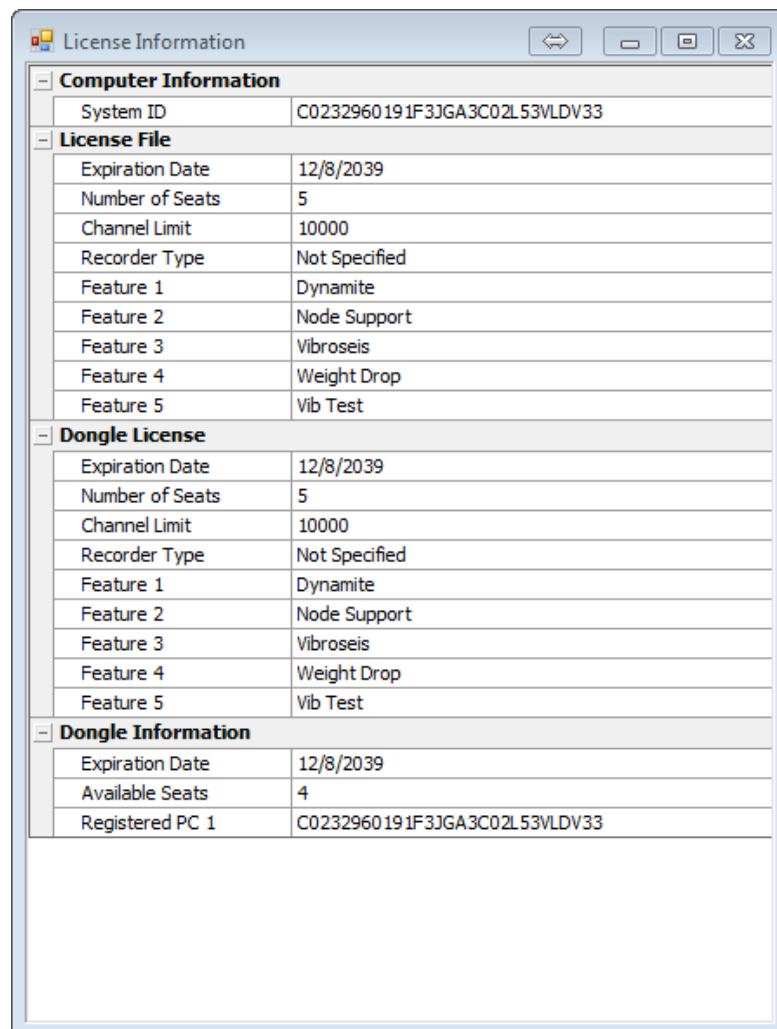 License Information
Computer Information
System ID C0232960191F3JGA3C02L53VLDV33
License File
Expiration Date 12/8/2039
Number of Seats 5
Channel Limit 10000
Recorder Type Not Specified
Feature 1 Dynamite
Feature 2 Node Support
Feature 3 Vibroseis
Feature 4 Weight Drop
Feature 5 Vib Test
Dongle License
Expiration Date 12/8/2039
Number of Seats 5
Channel Limit 10000
Recorder Type Not Specified
Feature 1 Dynamite
Feature 2 Node Support
Feature 3 Vibroseis
Feature 4 Weight Drop
Feature 5 Vib Test
Dongle Information
Expiration Date 12/8/2039
Available Seats 4
Registered PC 1 C0232960191F3JGA3C02L53VLDV33